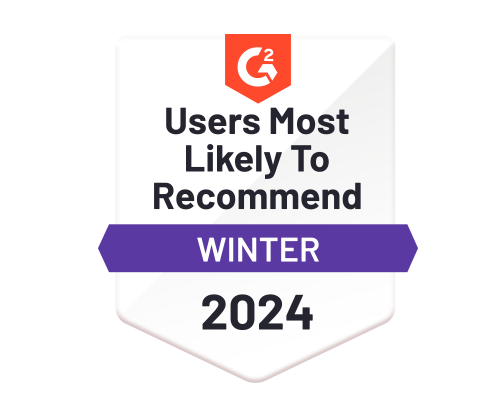 G2
Users Most
Likely To
Recommend
WINTER
2024